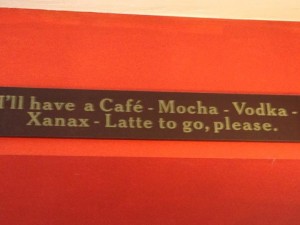 I'll have a Café - Mocha - Vodka -
Xanax - Latte to go, please.